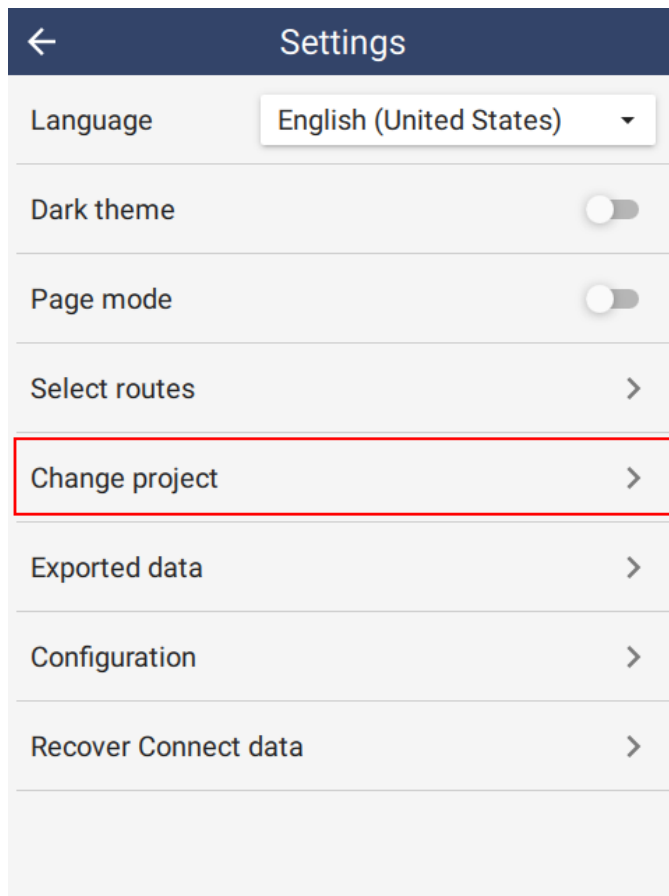 Settings
Language English (United States)
Dark theme
Page mode
Select routes
Change project
Exported data
Configuration
Recover Connect data